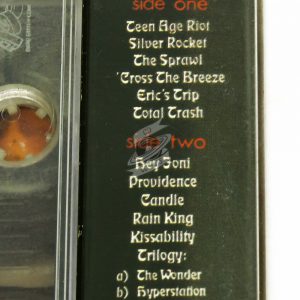 side one
Teen Age Riot
Silver Rocket
The Sprawl
'Cross The Breeze
Eric's Trip
Total Trash
side two
Hey Joni
Providence
Candle
Rain King
Kissability
Trilogy:
a) The Wonder
b) Hyperstation